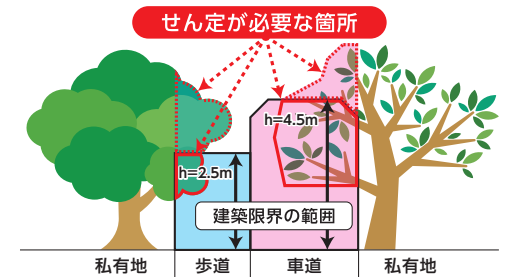 せん定が必要な箇所
h=4.5m
h=2.5m
建築限界の範囲
私有地
歩道
車道
私有地